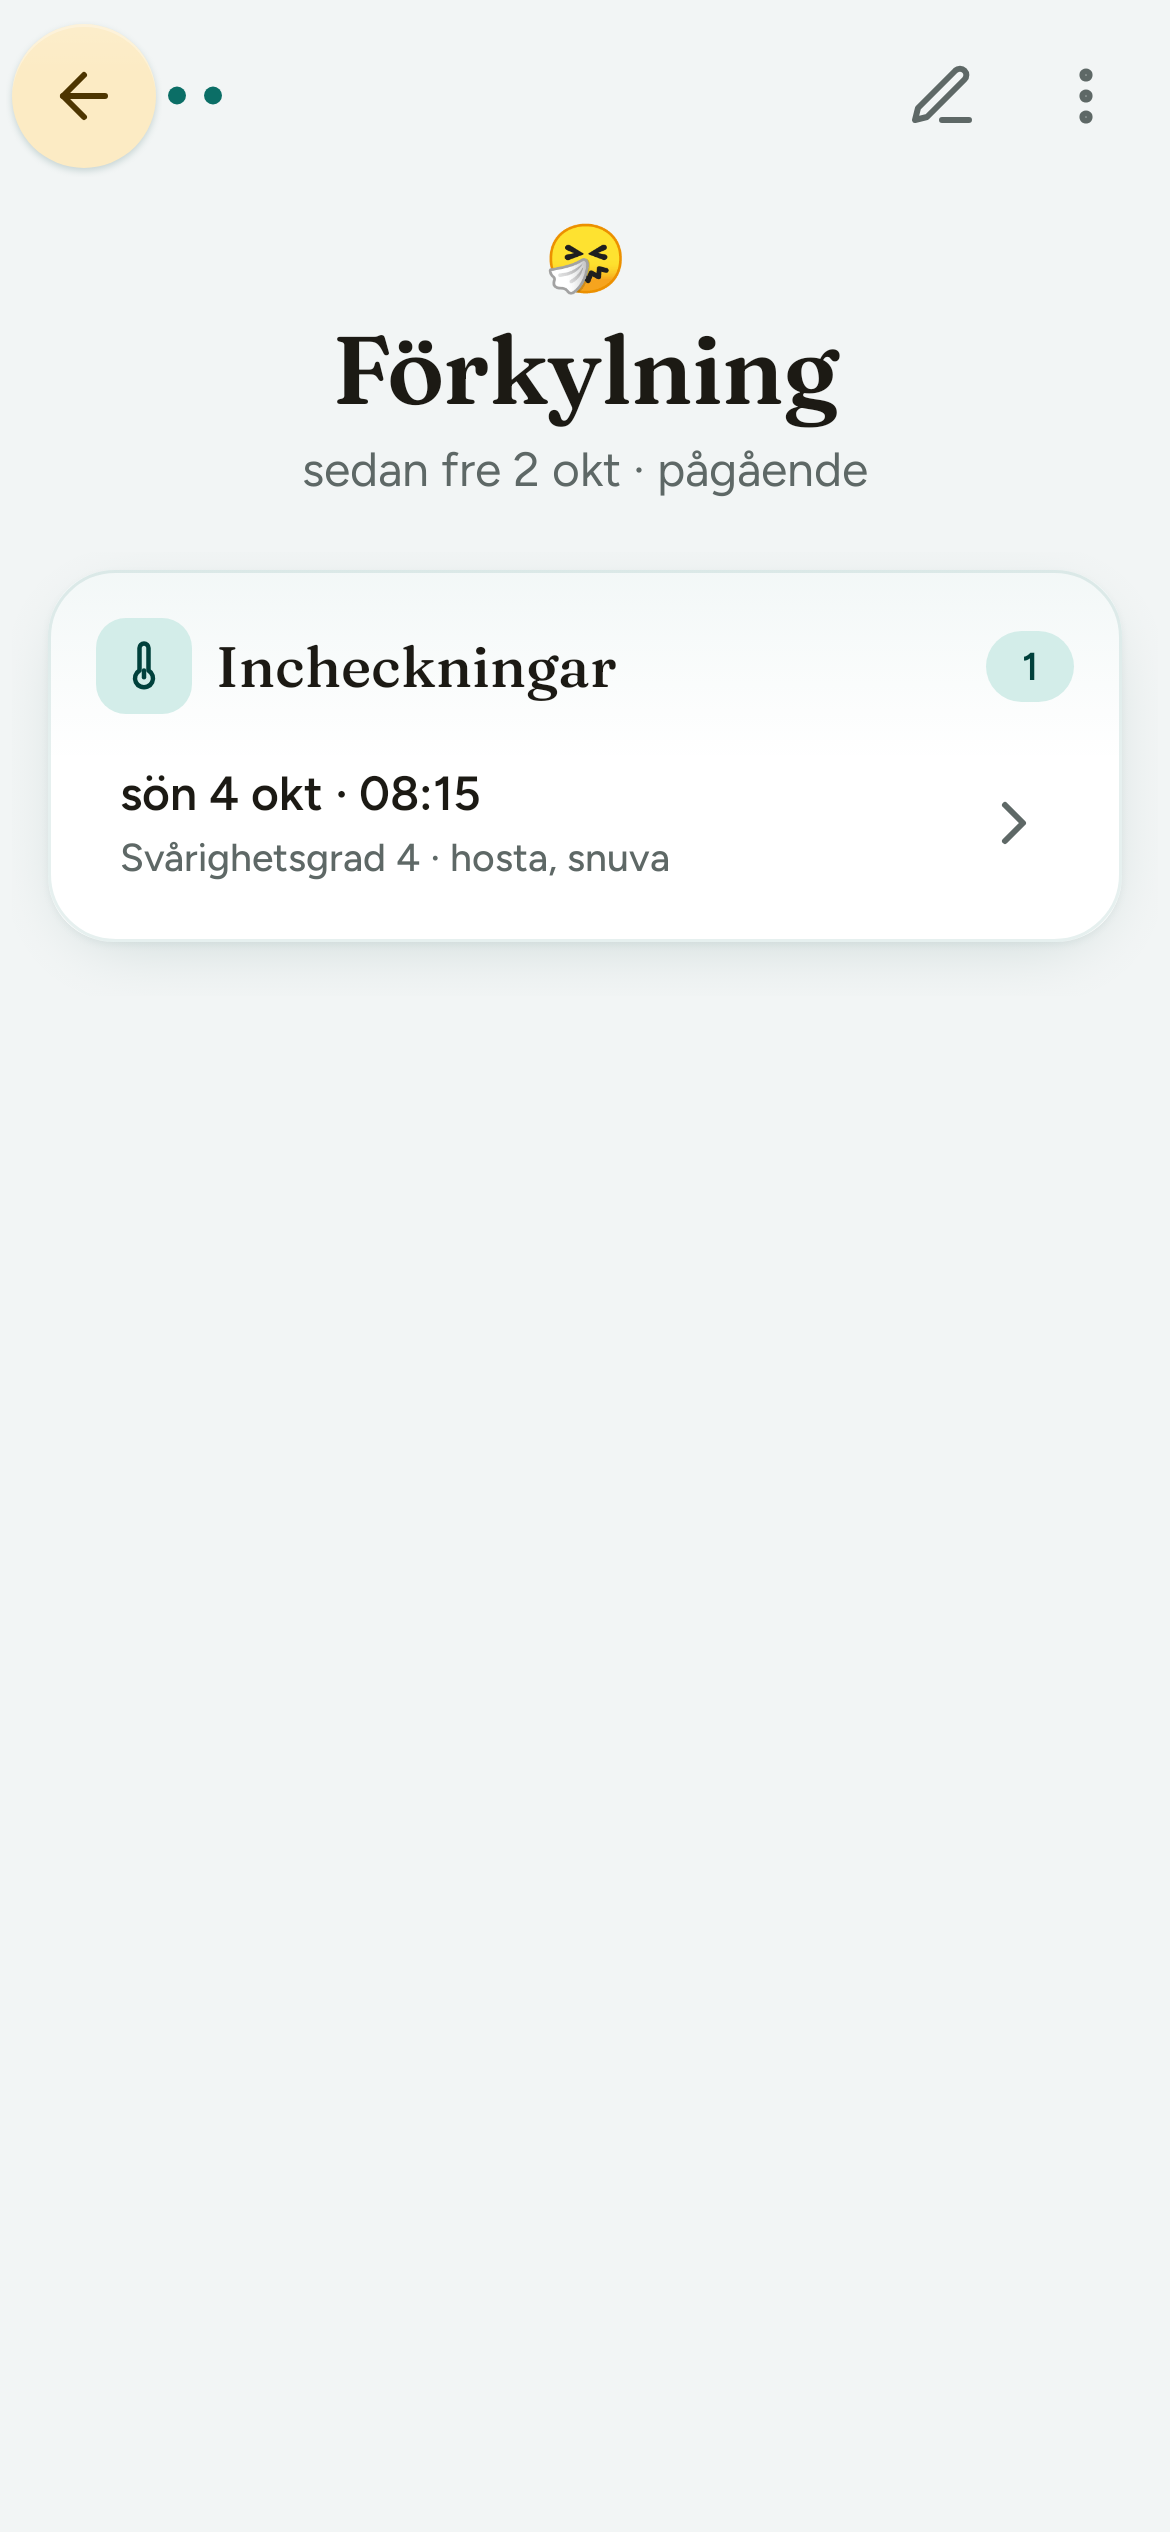 Förkylning
sedan fre 2 okt · pågående
Incheckningar
1
sön 4 okt · 08:15
Svårighetsgrad 4 · hosta, snuva